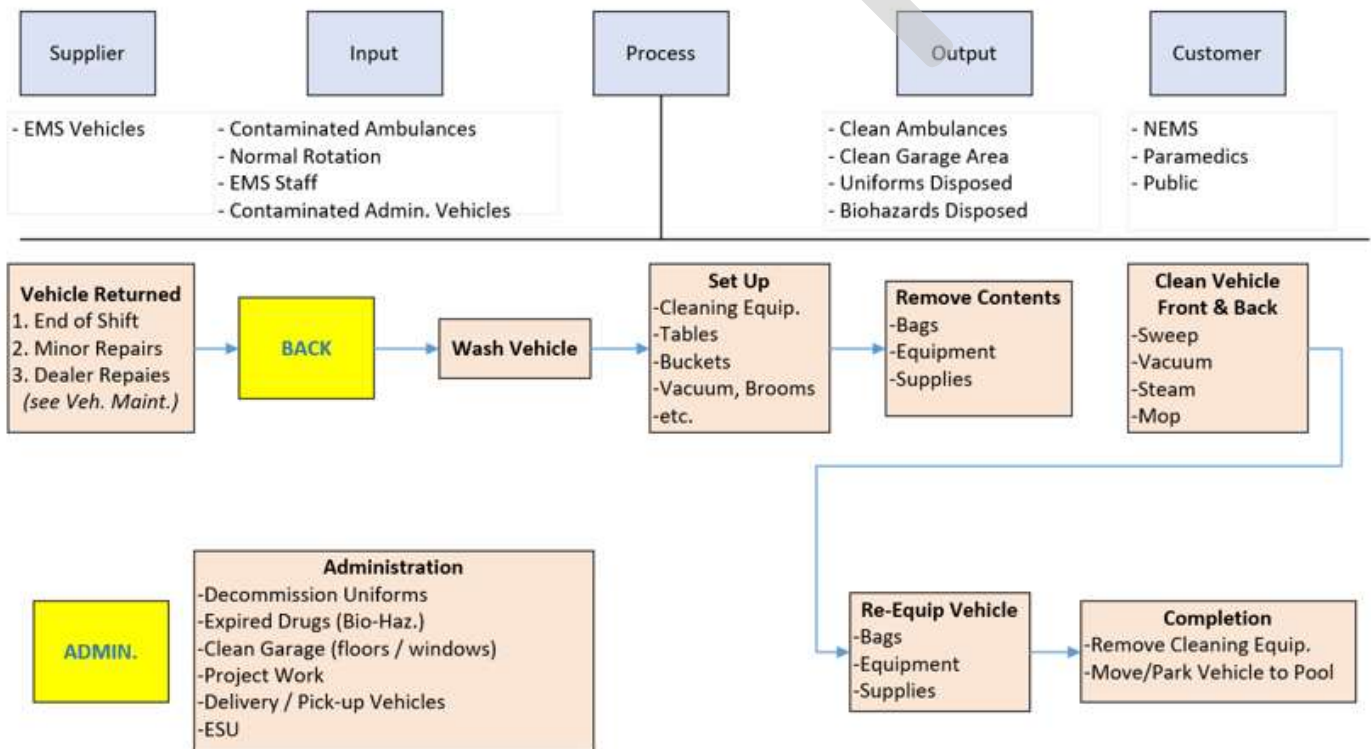 Supplier
Input
Process
Output
Customer
- EMS Vehicles
- Contaminated Ambulances
- Normal Rotation
- EMS Staff
- Contaminated Admin. Vehicles
- Clean Ambulances
- Clean Garage Area
- Uniforms Disposed
- Biohazards Disposed
- NEMS
- Paramedics
- Public
Vehicle Returned
1. End of Shift
2. Minor Repairs
3. Dealer Repaies
(see Veh. Maint.)
BACK
Wash Vehicle
Set Up
-Cleaning Equip.
-Tables
-Buckets
-Vacuum, Brooms
-etc.
Remove Contents
-Bags
-Equipment
-Supplies
Clean Vehicle
Front & Back
-Sweep
-Vacuum
-Steam
-Mop
ADMIN.
Administration
-Decommission Uniforms
-Expired Drugs (Bio-Haz.)
-Clean Garage (floors / windows)
-Project Work
-Delivery / Pick-up Vehicles
-ESU
Re-Equip Vehicle
-Bags
-Equipment
-Supplies
Completion
-Remove Cleaning Equip.
-Move/Park Vehicle to Pool